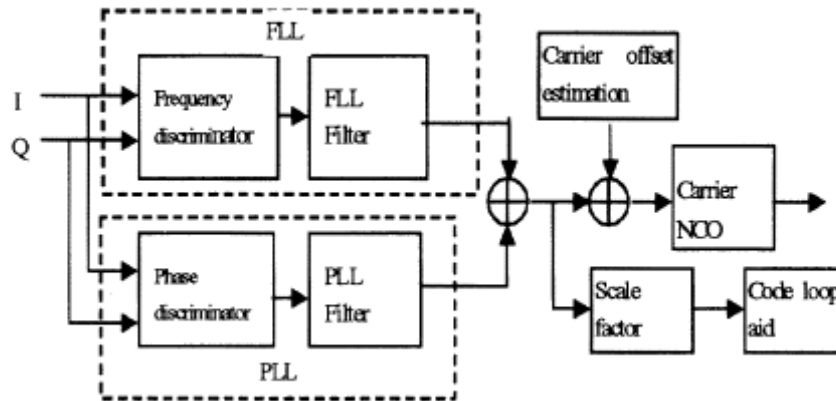 FLL
I
Q
Frequency
discriminator
FLL
Filter
Carrier offset
estimation
Carrier
NCO
Phase
discriminator
PLL
Filter
Scale
factor
Code loop
aid
PLL